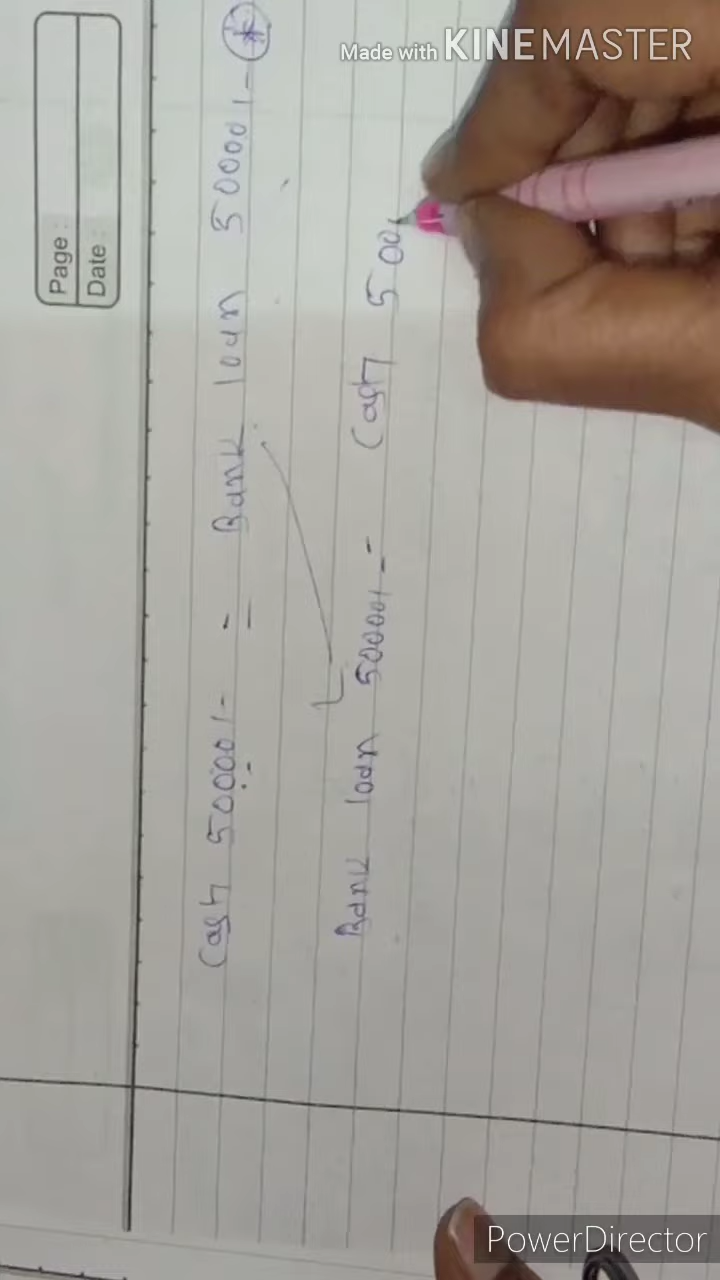 Made with KINEMASTER
Page :
Date :
Cash 50000/- = Bank loan 50000/-
Bank loan 50000/- = Cash 500
PowerDirector